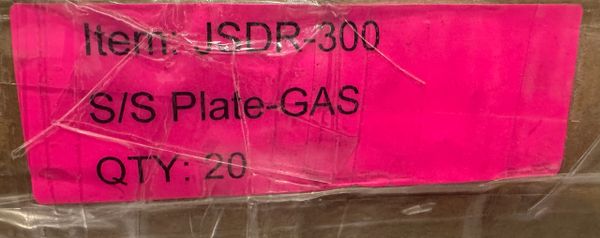 Item: JSDR-300
S/S Plate-GAS
QTY: 20